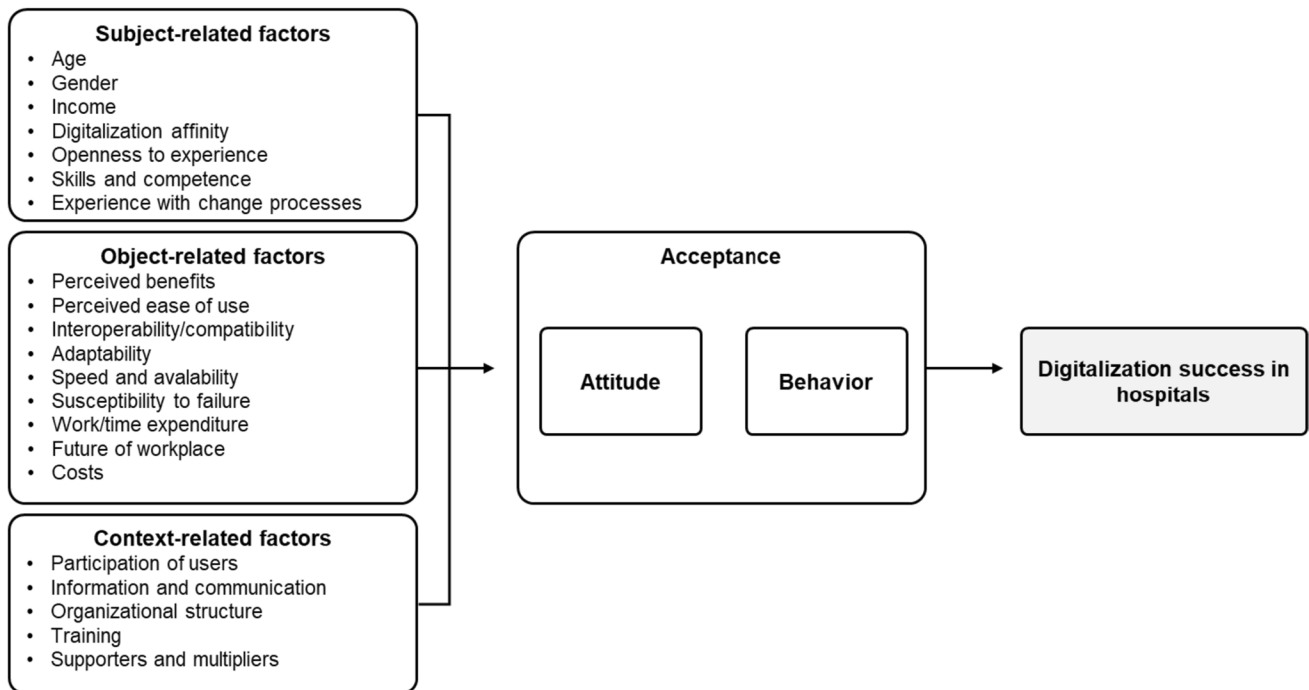 Subject-related factors
• Age
• Gender
• Income
• Digitalization affinity
• Openness to experience
• Skills and competence
• Experience with change processes
Object-related factors
• Perceived benefits
• Perceived ease of use
• Interoperability/compatibility
• Adaptability
• Speed and avalability
• Susceptibility to failure
• Work/time expenditure
• Future of workplace
• Costs
Context-related factors
• Participation of users
• Information and communication
• Organizational structure
• Training
• Supporters and multipliers
Acceptance
Attitude
Behavior
Digitalization success in
hospitals